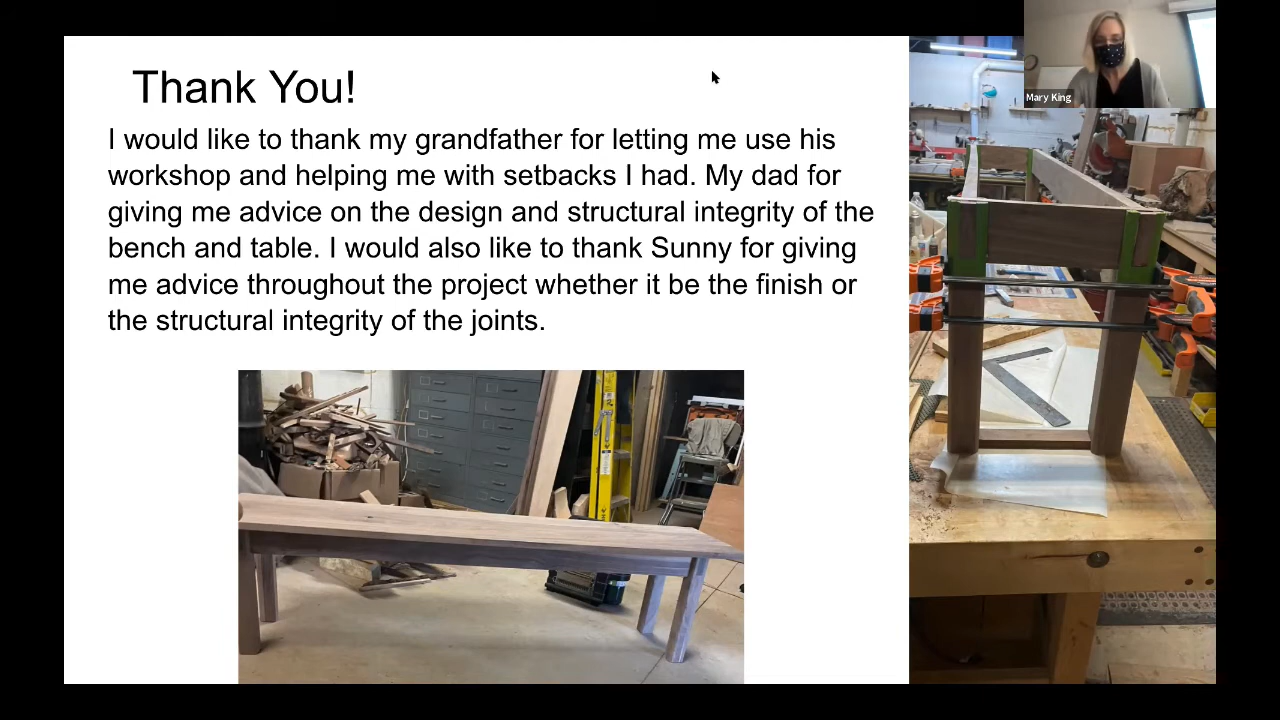 Thank You!
Mary King
I would like to thank my grandfather for letting me use his
workshop and helping me with setbacks I had. My dad for
giving me advice on the design and structural integrity of the
bench and table. I would also like to thank Sunny for giving
me advice throughout the project whether it be the finish or
the structural integrity of the joints.